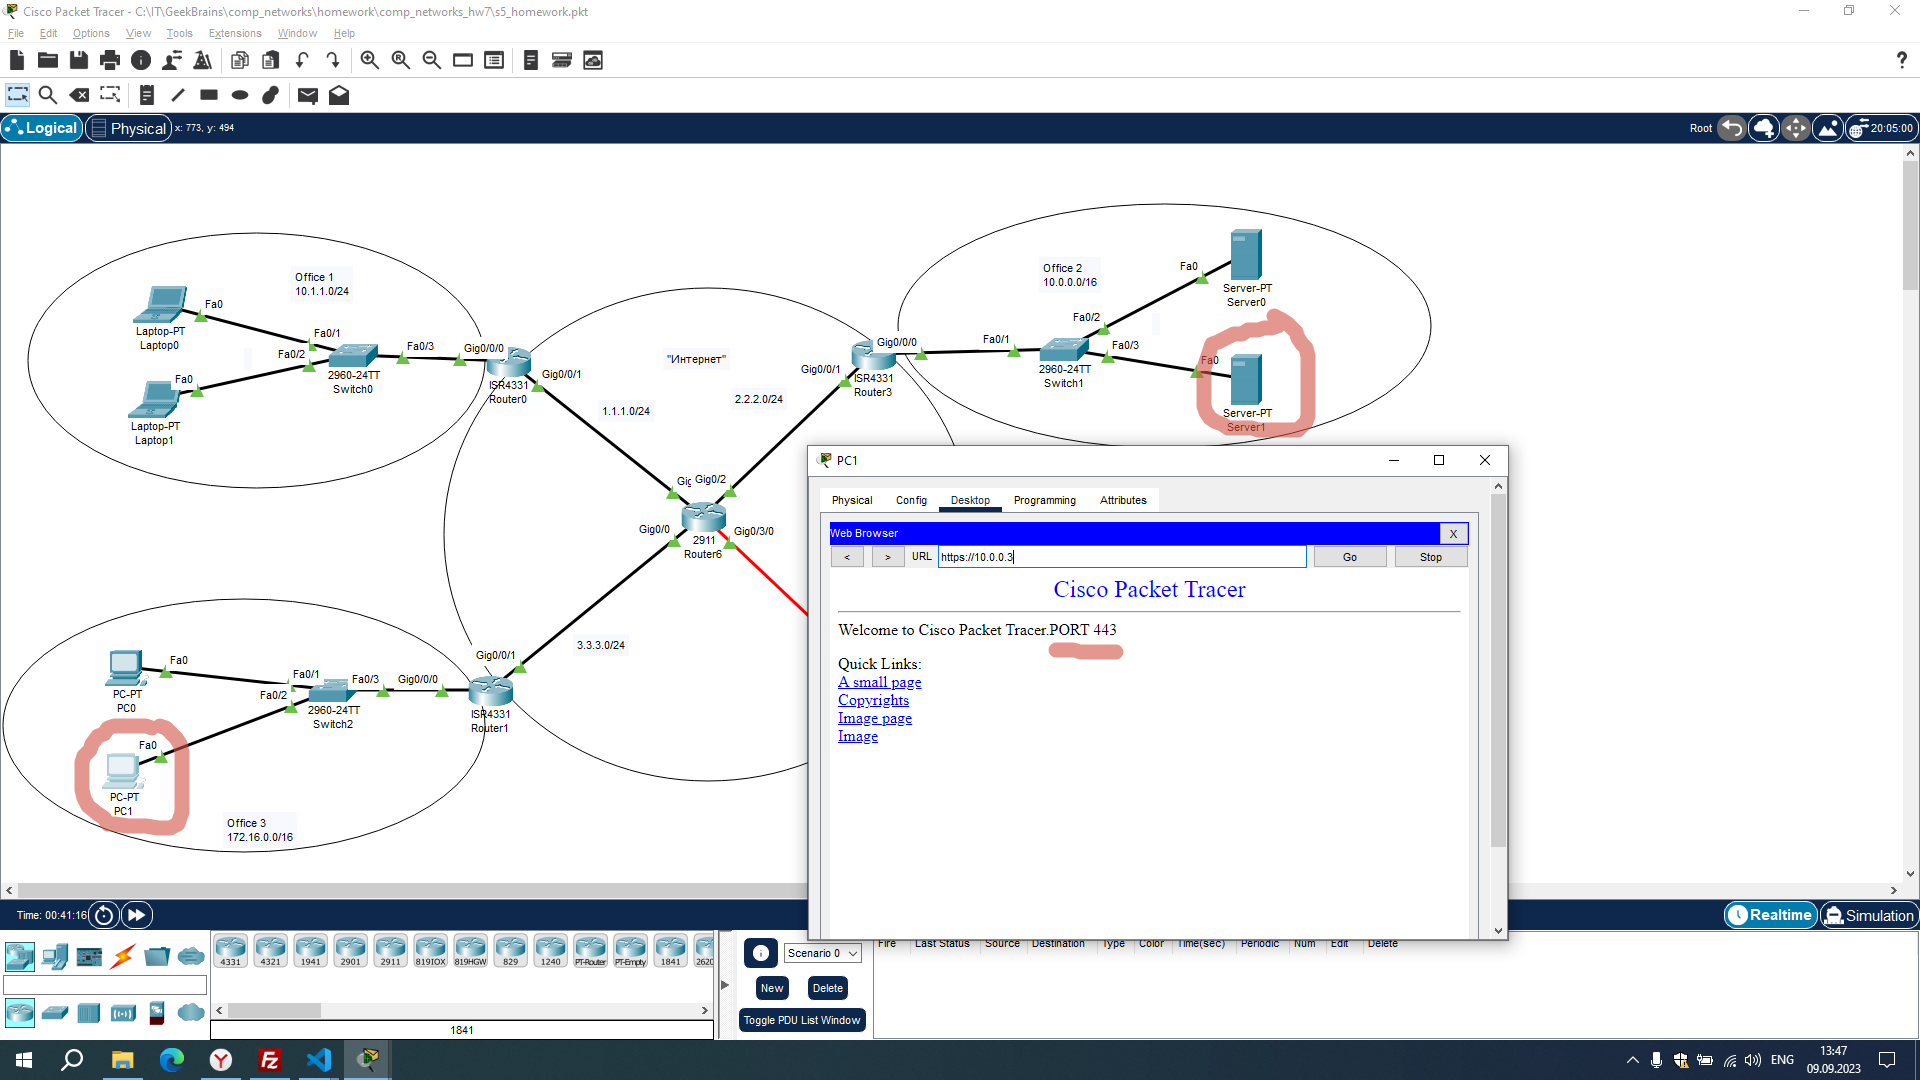 Cisco Packet Tracer - C:\IT\GeekBrains\comp_networks\homework\comp_networks_hw7\s5_homework.pkt
File Edit Options View Tools Extensions Window Help
Logical Physical x: 773, y: 494
Root 20:05:00
Office 1
10.1.1.0/24
Fa0
Laptop-PT
Laptop0
Fa0/1
Fa0/2
Fa0/3
2960-24TT
Switch0
Fa0
Laptop-PT
Laptop1
Gig0/0/0
ISR4331
Router0
Gig0/0/1
"Интернет"
1.1.1.0/24
2.2.2.0/24
Gig0/0/1
Gig0/0/0
ISR4331
Router3
Office 2
10.0.0.0/16
Fa0
Server-PT
Server0
Fa0/2
Fa0/1
Fa0/3
2960-24TT
Switch1
Fa0
Server-PT
Server1
Gig0/2
Gig0/0
Gig0/3/0
2911
Router6
3.3.3.0/24
Gig0/0/1
Fa0
PC-PT
PC0
Fa0/1
Fa0/2
Fa0/3
Gig0/0/0
2960-24TT
Switch2
ISR4331
Router1
Fa0
PC-PT
PC1
Office 3
172.16.0.0/16
PC1
Physical Config Desktop Programming Attributes
Web Browser X
< > URL https://10.0.0.3 Go Stop
Cisco Packet Tracer
Welcome to Cisco Packet Tracer.PORT 443
Quick Links:
A small page
Copyrights
Image page
Image
Time: 00:41:16
Realtime Simulation
4331 4321 1941 2901 2911 819IOX 819HGW 829 1240 PT-Router PT-Empty 1841 2620
1841
Scenario 0
New Delete
Toggle PDU List Window
Fire Last Status Source Destination Type Color Time(sec) Periodic Num Edit Delete
ENG
13:47
09.09.2023